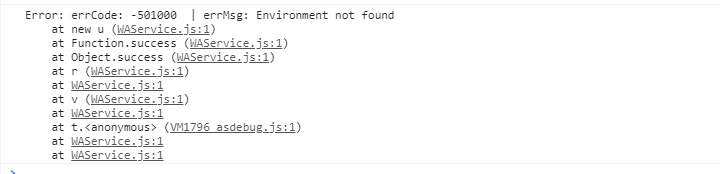 Error: errCode: -501000  | errMsg: Environment not found
at new u (WAService.js:1)
at Function.success (WAService.js:1)
at Object.success (WAService.js:1)
at r (WAService.js:1)
at WAService.js:1
at v (WAService.js:1)
at WAService.js:1
at t.<anonymous> (VM1796 asdebug.js:1)
at WAService.js:1
at WAService.js:1